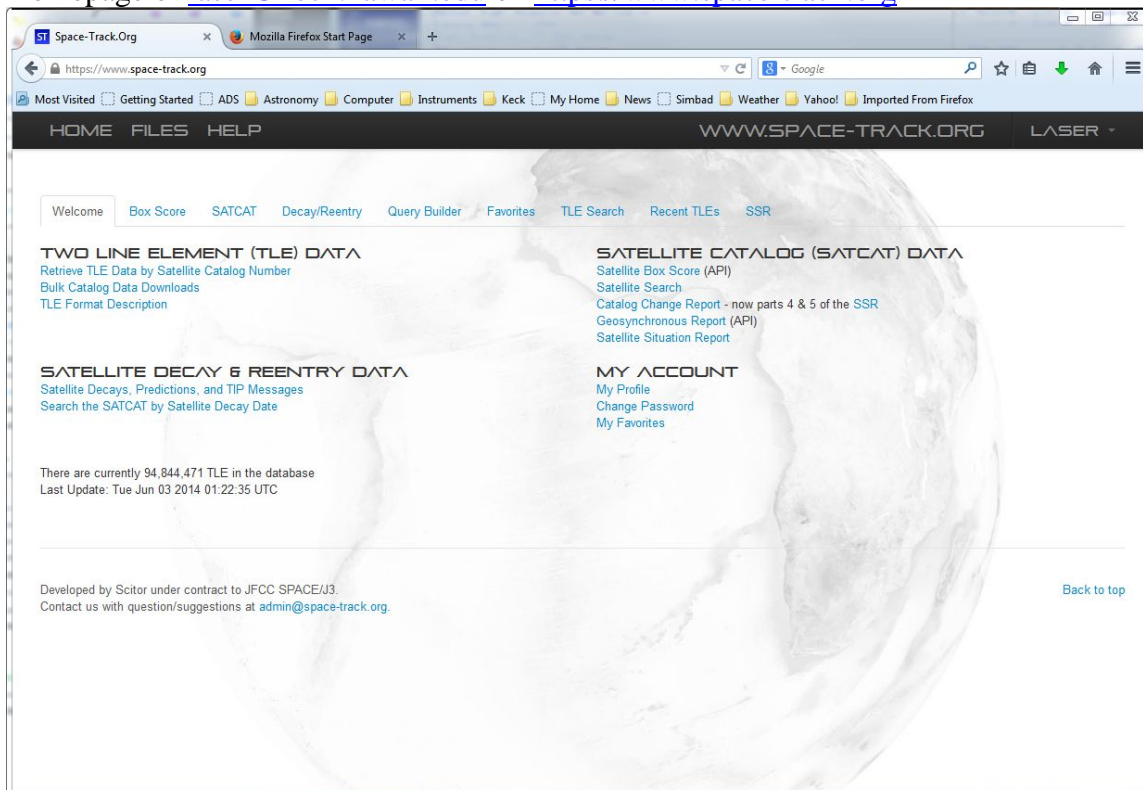 Space-Track.Org
Mozilla Firefox Start Page
https://www.space-track.org
Google
Most Visited Getting Started ADS Astronomy Computer Instruments Keck My Home News Simbad Weather Yahoo! Imported From Firefox
HOME FILES HELP WWW.SPACE-TRACK.ORG LASER
Welcome Box Score SATCAT Decay/Reentry Query Builder Favorites TLE Search Recent TLEs SSR
TWO LINE ELEMENT (TLE) DATA
Retrieve TLE Data by Satellite Catalog Number
Bulk Catalog Data Downloads
TLE Format Description
SATELLITE CATALOG (SATCAT) DATA
Satellite Box Score (API)
Satellite Search
Catalog Change Report - now parts 4 & 5 of the SSR
Geosynchronous Report (API)
Satellite Situation Report
SATELLITE DECAY & REENTRY DATA
Satellite Decays, Predictions, and TIP Messages
Search the SATCAT by Satellite Decay Date
MY ACCOUNT
My Profile
Change Password
My Favorites
There are currently 94,844,471 TLE in the database
Last Update: Tue Jun 03 2014 01:22:35 UTC
Developed by Scitor under contract to JFCC SPACE/J3.
Contact us with question/suggestions at admin@space-track.org.
Back to top